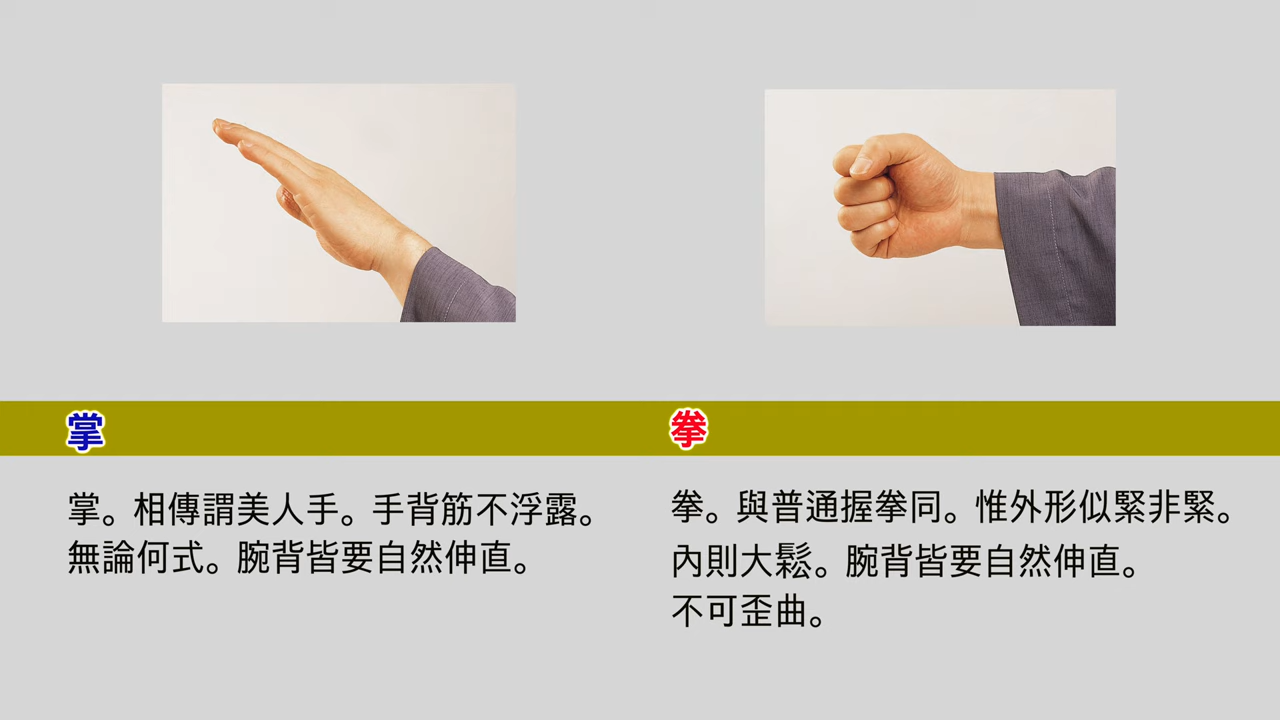 掌
掌。相傳謂美人手。手背筋不浮露。
無論何式。腕背皆要自然伸直。
拳
拳。與普通握拳同。惟外形似緊非緊。
內則大鬆。腕背皆要自然伸直。
不可歪曲。